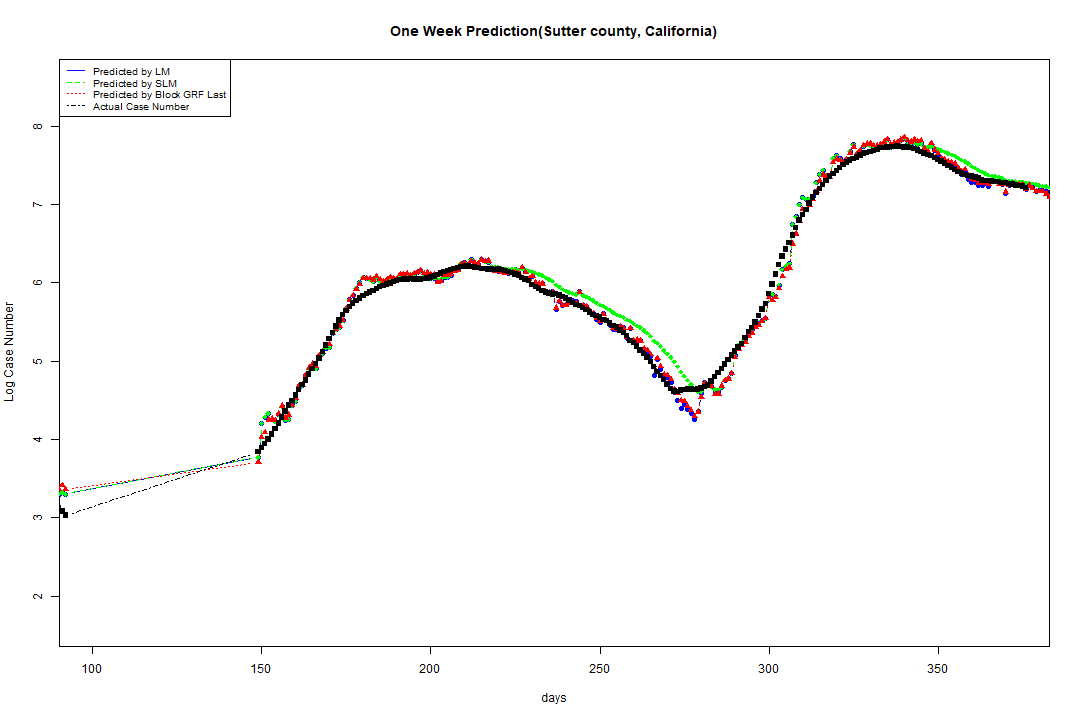 One Week Prediction(Sutter county, California)
Predicted by LM
Predicted by SLM
Predicted by Block GRF Last
Actual Case Number
8
7
6
5
4
3
2
Log Case Number
100 150 200 250 300 350
days